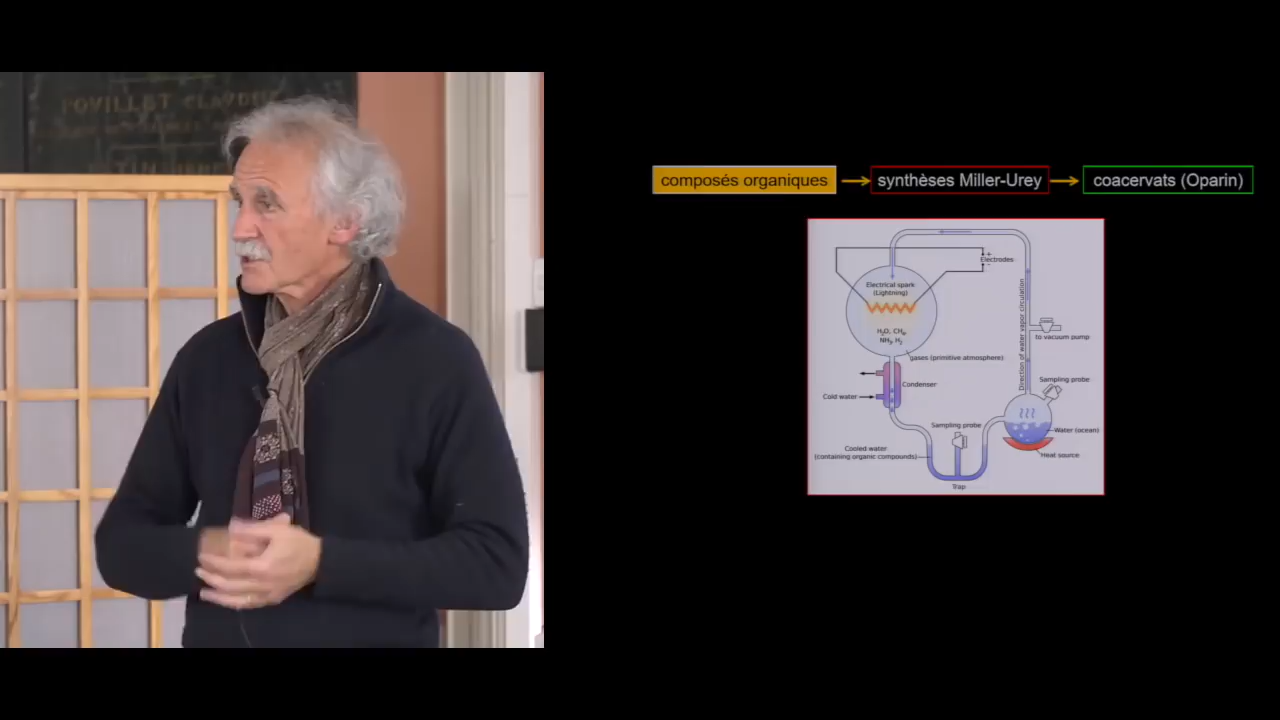 POUILLET CLAUDE
composés organiques
synthèses Miller-Urey
coacervats (Oparin)
Electrodes
+
-
Electrical spark
(Lightning)
H₂O, CH₄,
NH₃, H₂
gases (primitive atmosphere)
Direction of water vapor circulation
to vacuum pump
Condenser
Cold water
Sampling probe
Sampling probe
Water (ocean)
Heat source
Cooled water
(containing organic compounds)
Trap